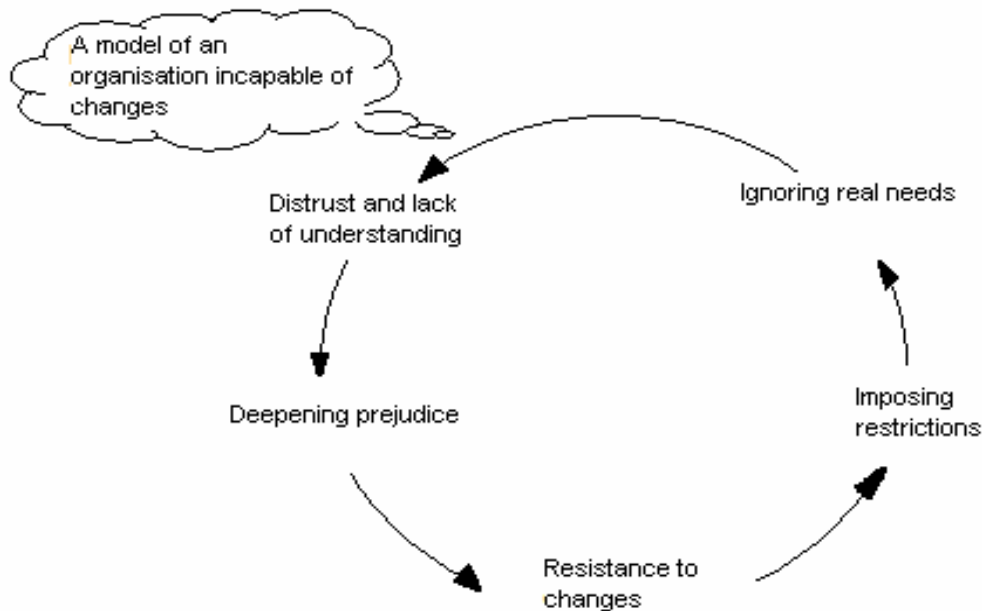 A model of an
organisation incapable of
changes
Distrust and lack
of understanding
Ignoring real needs
Deepening prejudice
Imposing
restrictions
Resistance to
changes